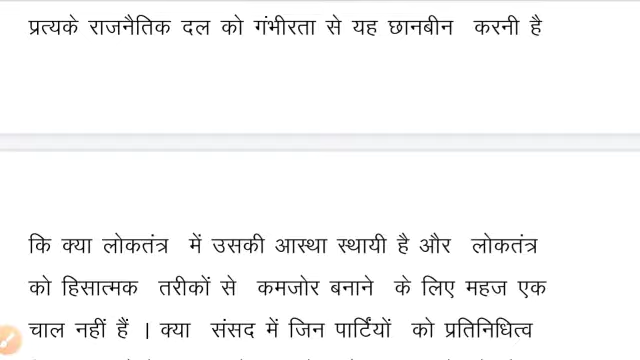 प्रत्यके राजनैतिक दल को गंभीरता से यह छानबीन करनी है
कि क्या लोकतंत्र में उसकी आस्था स्थायी है और लोकतंत्र
को हिसात्मक तरीकों से कमजोर बनाने के लिए महज एक
चाल नहीं हैं । क्या संसद में जिन पार्टियों को प्रतिनिधित्व